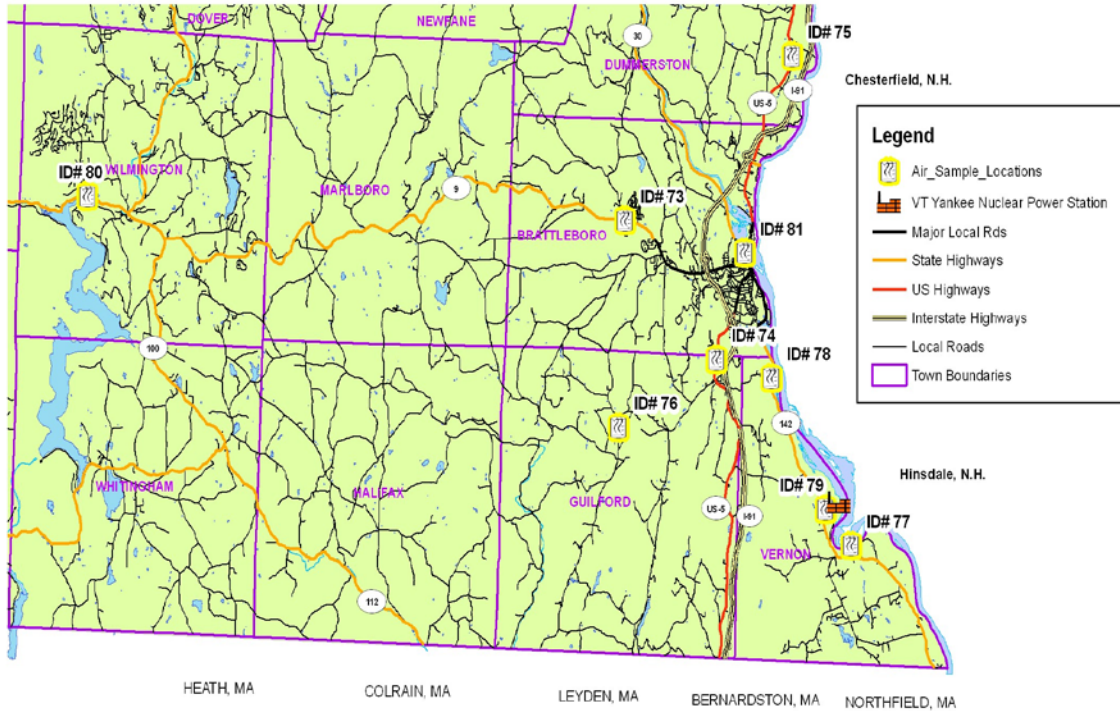 DOVER
NEWFANE
30
ID# 75
DUMMERSTON
Chesterfield, N.H.
I-91
US-5
Legend
Air_Sample_Locations
VT Yankee Nuclear Power Station
Major Local Rds
State Highways
US Highways
Interstate Highways
Local Roads
Town Boundaries
ID# 80
WILMINGTON
MARLBORO
9
ID# 73
BRATTLEBORO
ID# 81
ID# 74
100
ID# 78
ID# 76
142
Hinsdale, N.H.
WHITINGHAM
HALIFAX
GUILFORD
ID# 79
US-5
I-91
ID# 77
VERNON
112
HEATH, MA
COLRAIN, MA
LEYDEN, MA
BERNARDSTON, MA
NORTHFIELD, MA